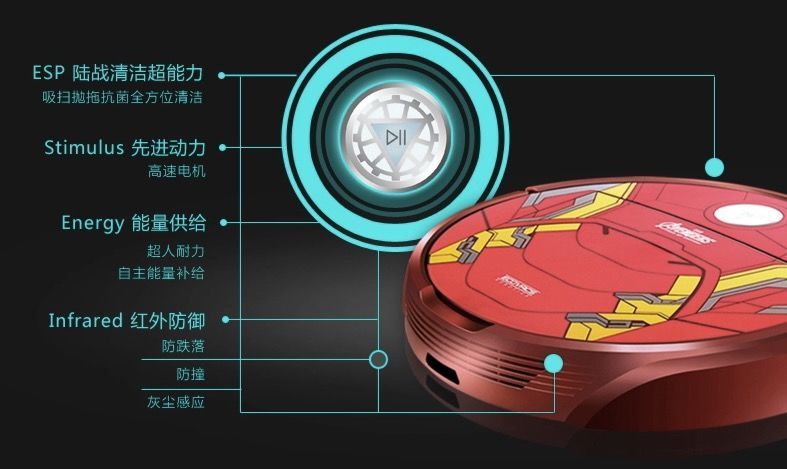 ESP 陆战清洁超能力
吸扫抛拖抗菌全方位清洁
Stimulus 先进动力
高速电机
Energy 能量供给
超人耐力
自主能量补给
Infrared 红外防御
防跌落
防撞
灰尘感应
AVENGERS
ECOVACS